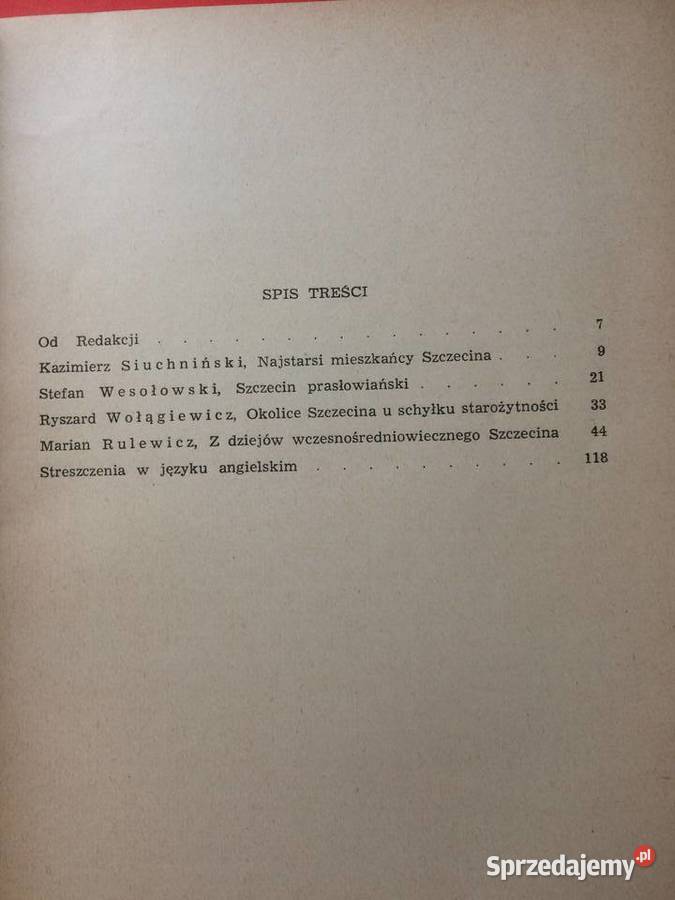 SPIS TREŚCI
Od Redakcji . . . . . . . . . . . . . . . . 7
Kazimierz Siuchniński, Najstarsi mieszkańcy Szczecina . . . 9
Stefan Wesołowski, Szczecin prasłowiański . . . . . . 21
Ryszard Wołągiewicz, Okolice Szczecina u schyłku starożytności 33
Marian Rulewicz, Z dziejów wczesnośredniowiecznego Szczecina 44
Streszczenia w języku angielskim . . . . . . . . . . 118
Sprzedajemy.pl